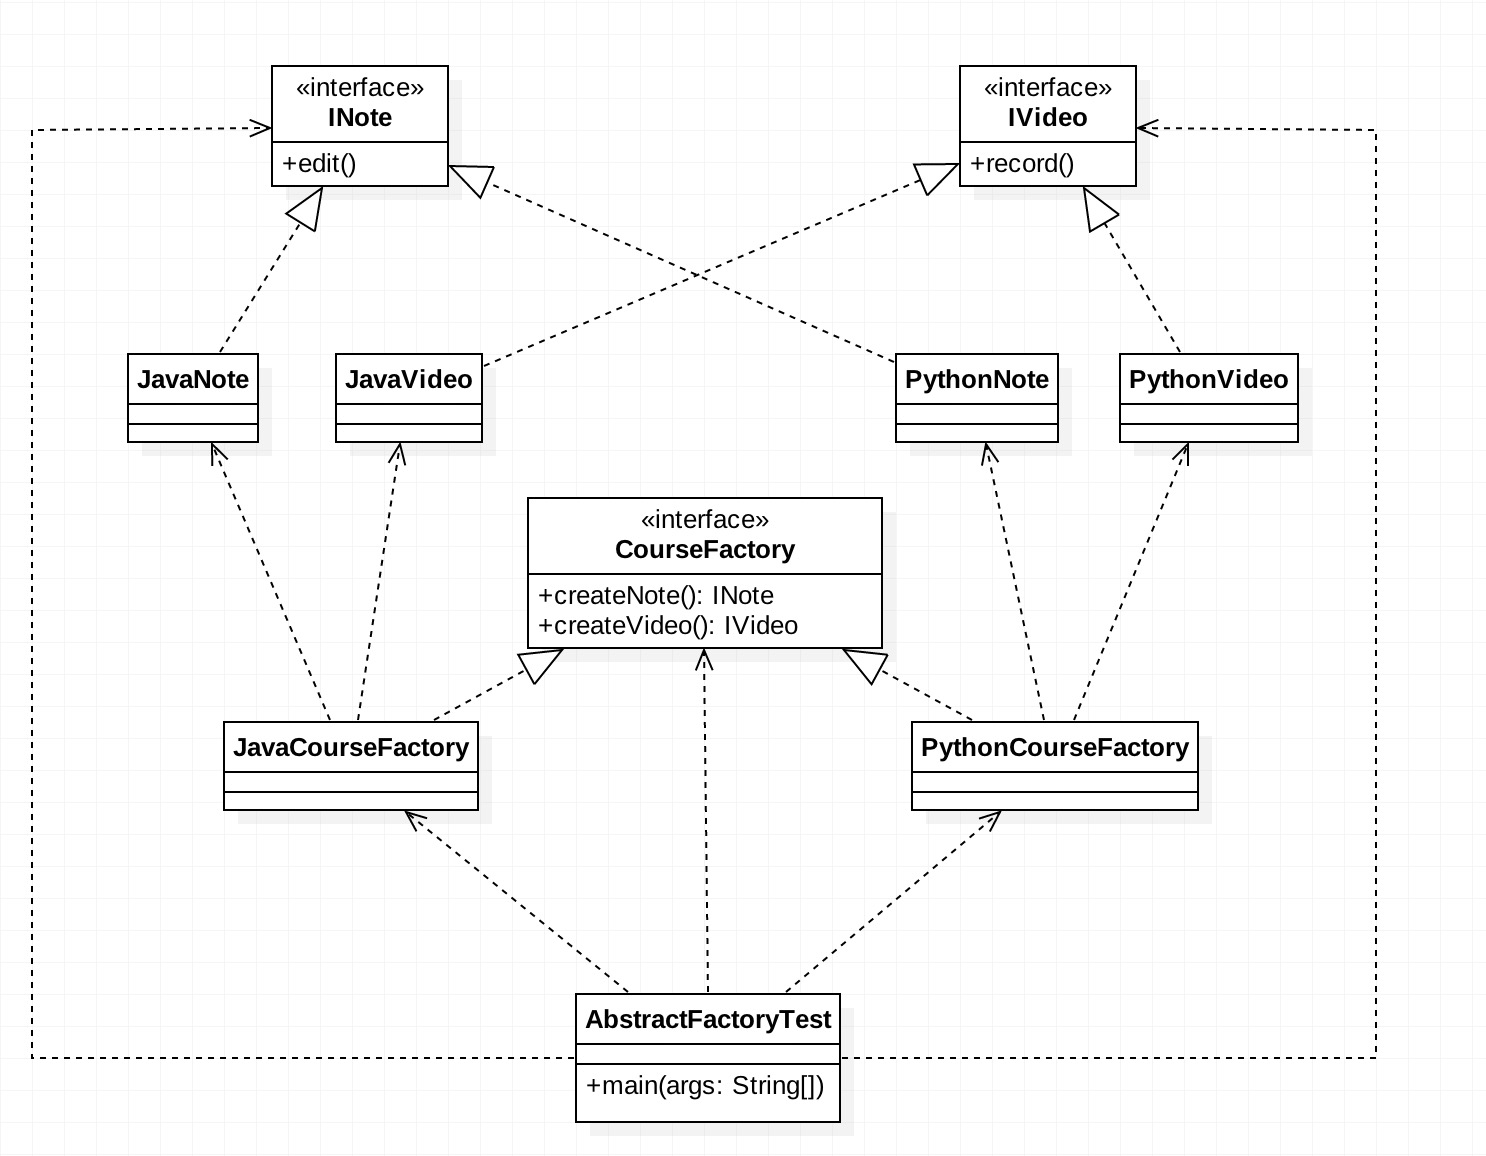 «interface»
INote
+edit()
«interface»
IVideo
+record()
JavaNote
JavaVideo
PythonNote
PythonVideo
«interface»
CourseFactory
+createNote(): INote
+createVideo(): IVideo
JavaCourseFactory
PythonCourseFactory
AbstractFactoryTest
+main(args: String[])